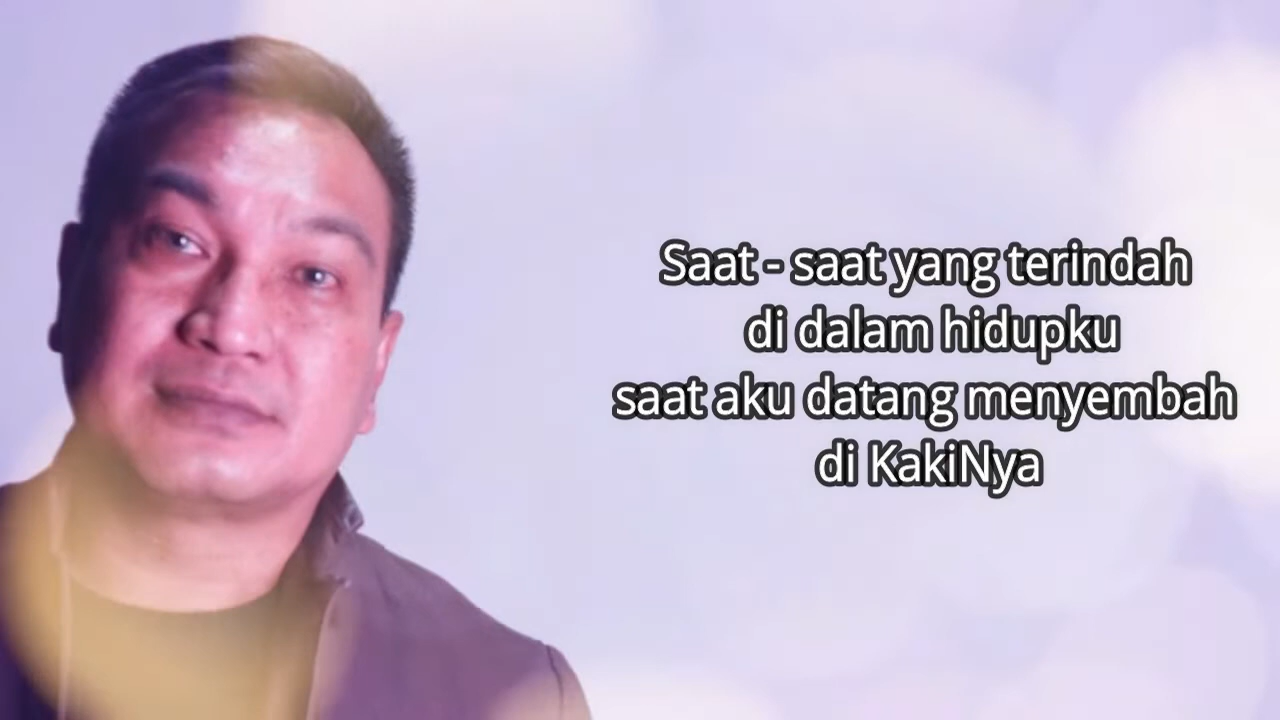 Saat - saat yang terindah
di dalam hidupku
saat aku datang menyembah
di KakiNya